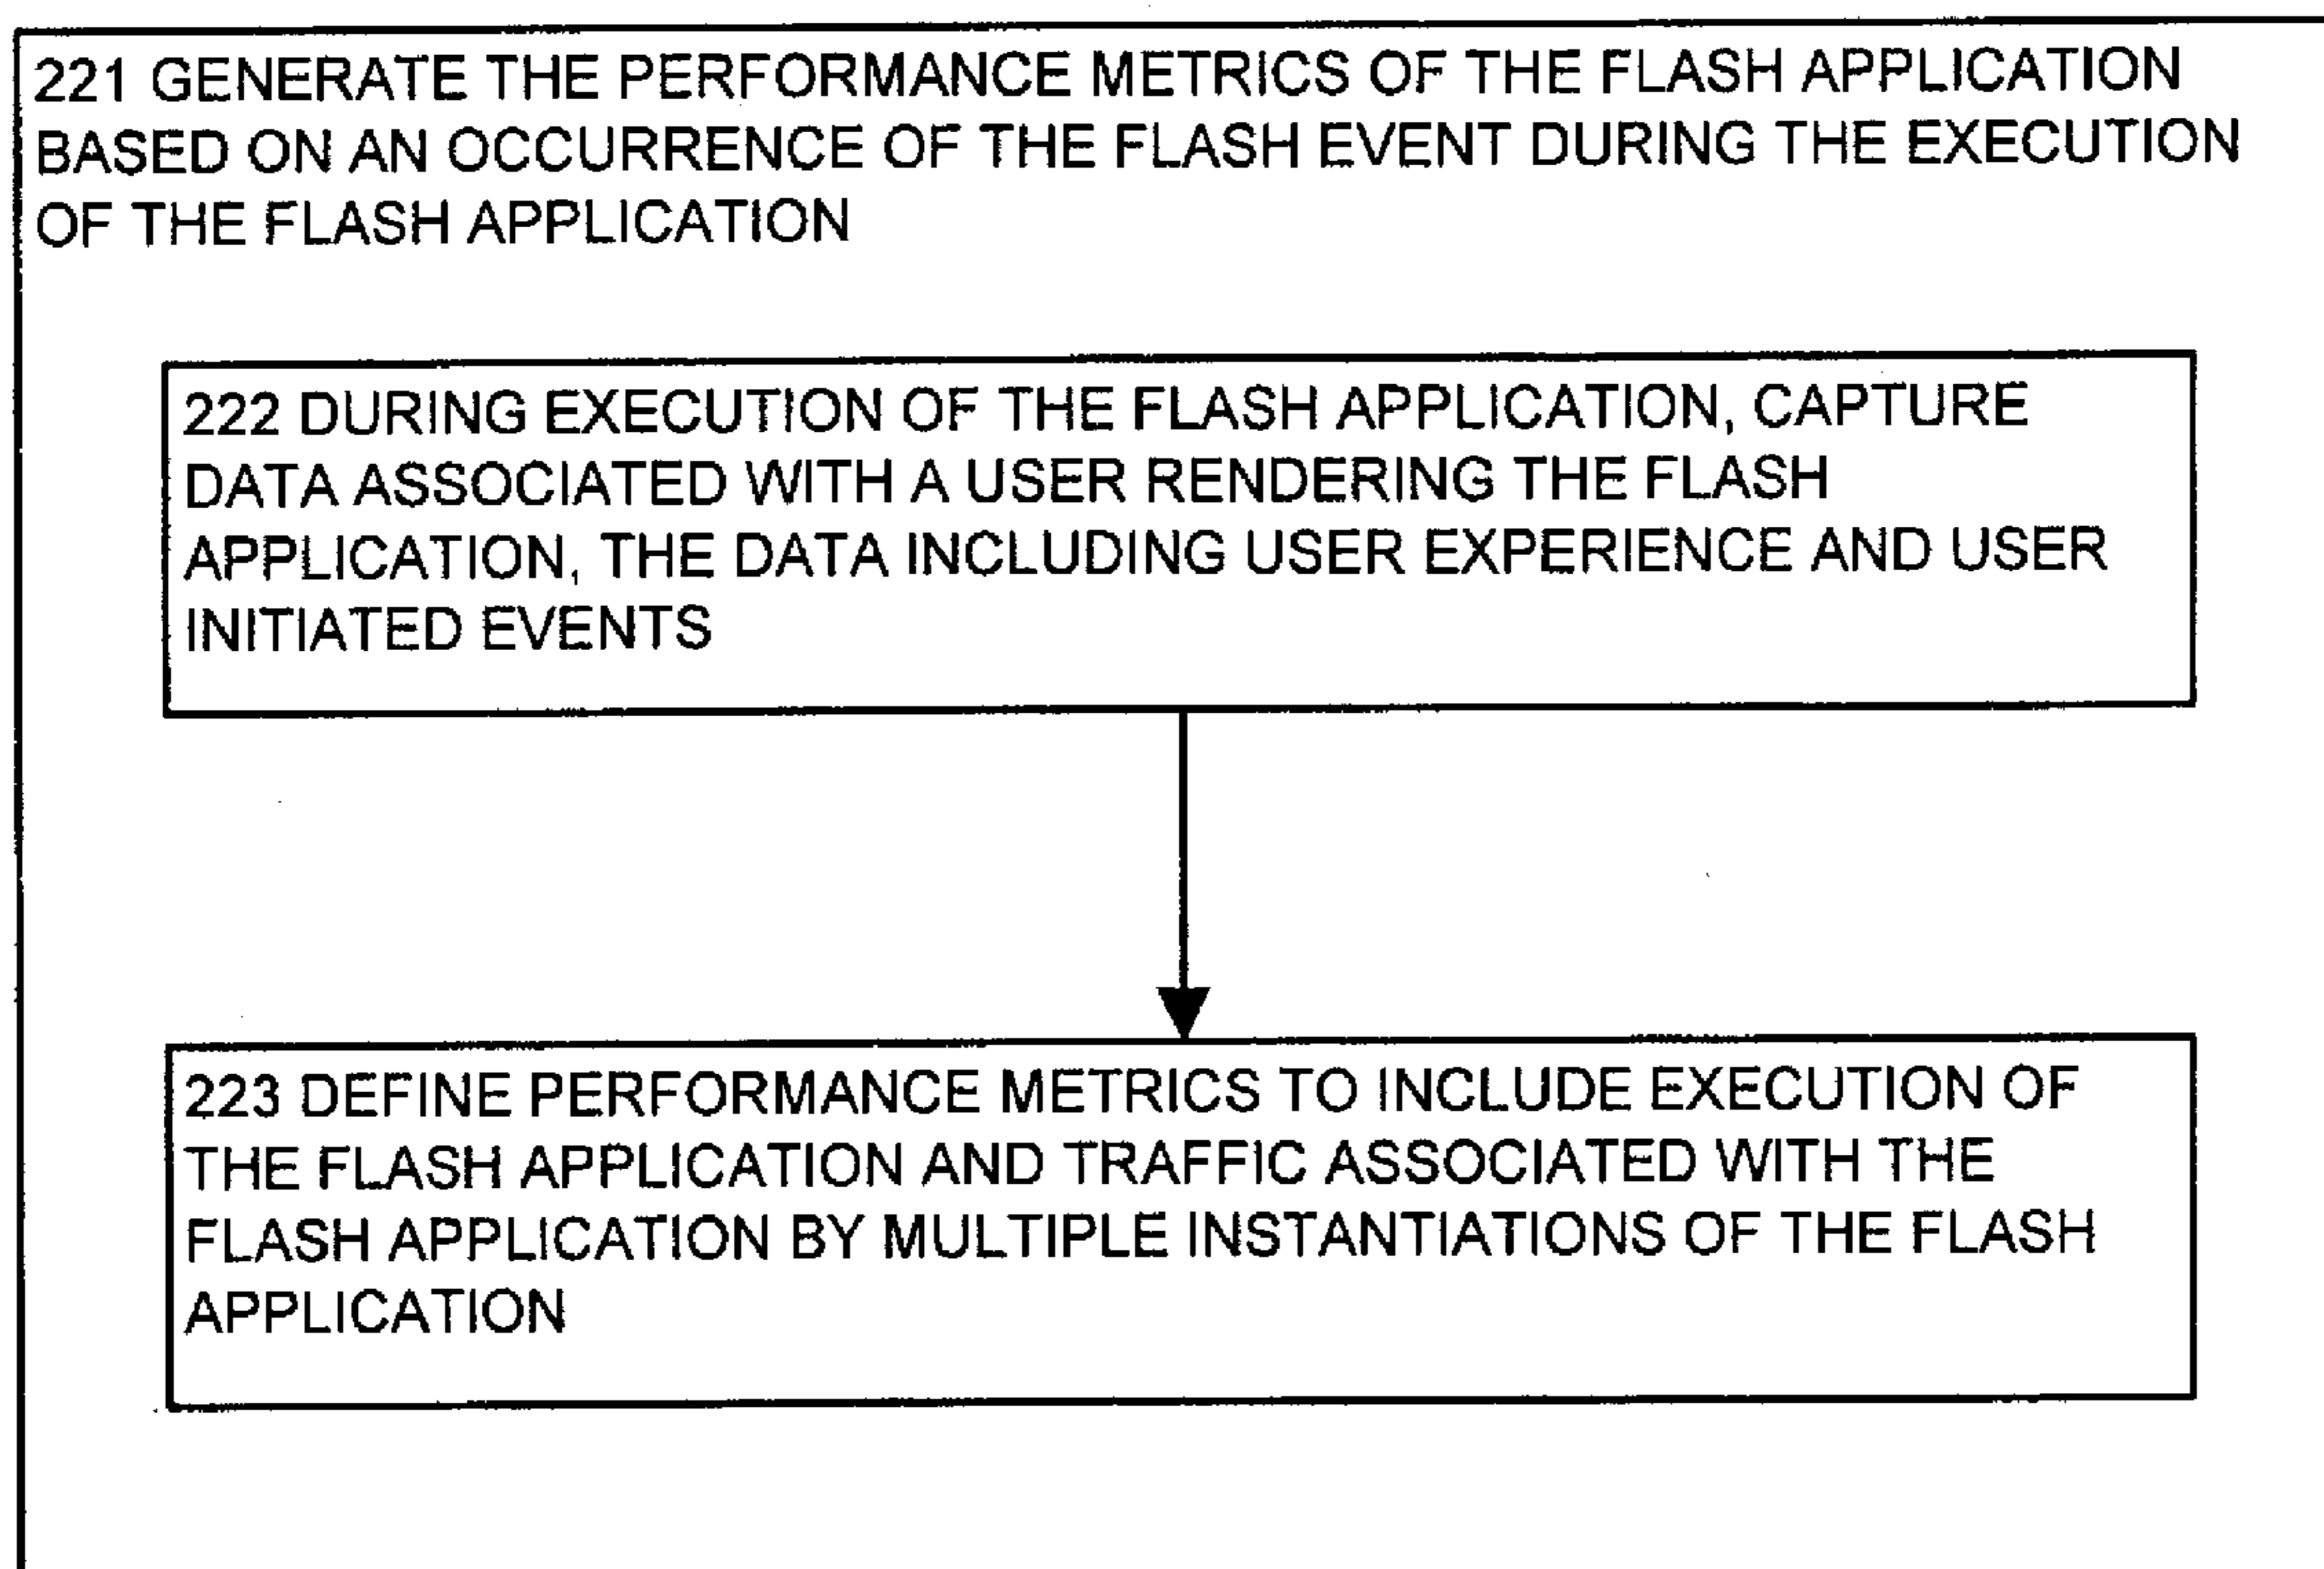 221 GENERATE THE PERFORMANCE METRICS OF THE FLASH APPLICATION
BASED ON AN OCCURRENCE OF THE FLASH EVENT DURING THE EXECUTION
OF THE FLASH APPLICATION
222 DURING EXECUTION OF THE FLASH APPLICATION, CAPTURE
DATA ASSOCIATED WITH A USER RENDERING THE FLASH
APPLICATION, THE DATA INCLUDING USER EXPERIENCE AND USER
INITIATED EVENTS
223 DEFINE PERFORMANCE METRICS TO INCLUDE EXECUTION OF
THE FLASH APPLICATION AND TRAFFIC ASSOCIATED WITH THE
FLASH APPLICATION BY MULTIPLE INSTANTIATIONS OF THE FLASH
APPLICATION